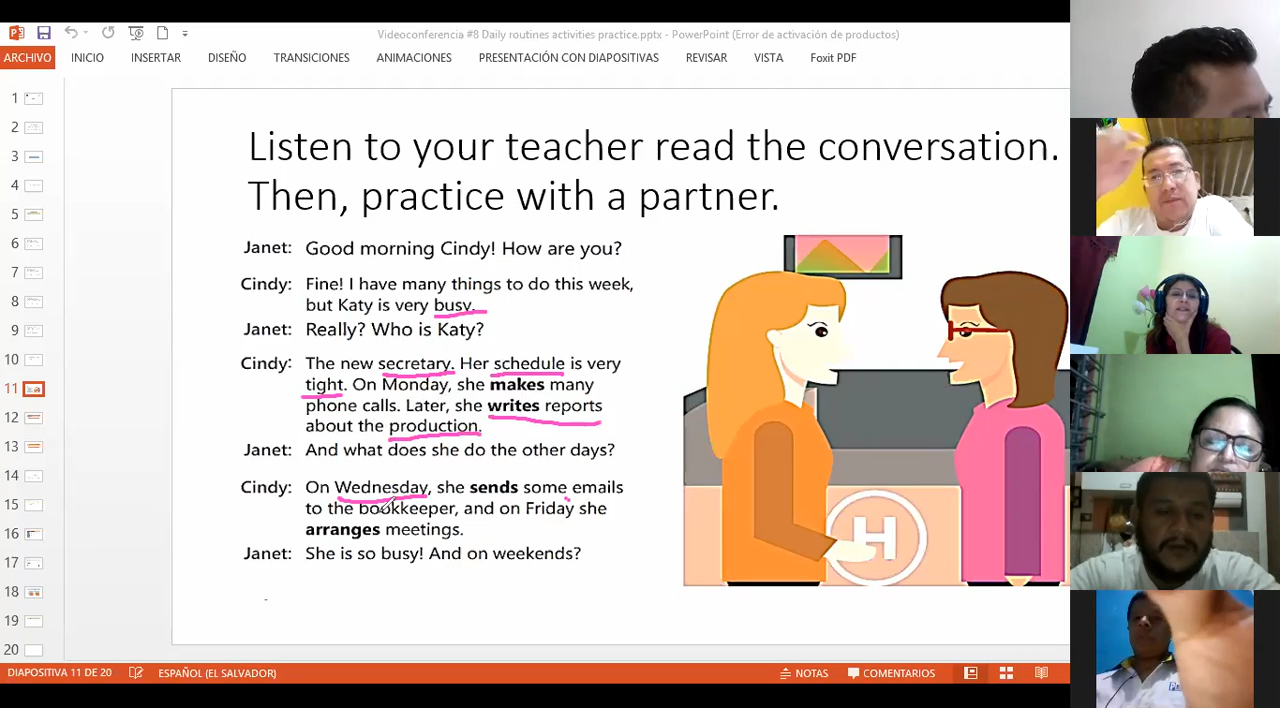 Videoconferencia #8 Daily routines activities practice.pptx - PowerPoint (Error de activación de productos)
ARCHIVO INICIO INSERTAR DISEÑO TRANSICIONES ANIMACIONES PRESENTACIÓN CON DIAPOSITIVAS REVISAR VISTA Foxit PDF
1
2
3
4
5
6
7
8
9
10
11
12
13
14
15
16
17
18
19
20
Listen to your teacher read the conversation.
Then, practice with a partner.
Janet: Good morning Cindy! How are you?
Cindy: Fine! I have many things to do this week,
but Katy is very busy.
Janet: Really? Who is Katy?
Cindy: The new secretary. Her schedule is very
tight. On Monday, she makes many
phone calls. Later, she writes reports
about the production.
Janet: And what does she do the other days?
Cindy: On Wednesday, she sends some emails
to the bookkeeper, and on Friday she
arranges meetings.
Janet: She is so busy! And on weekends?
H
DIAPOSITIVA 11 DE 20 ESPAÑOL (EL SALVADOR) NOTAS COMENTARIOS